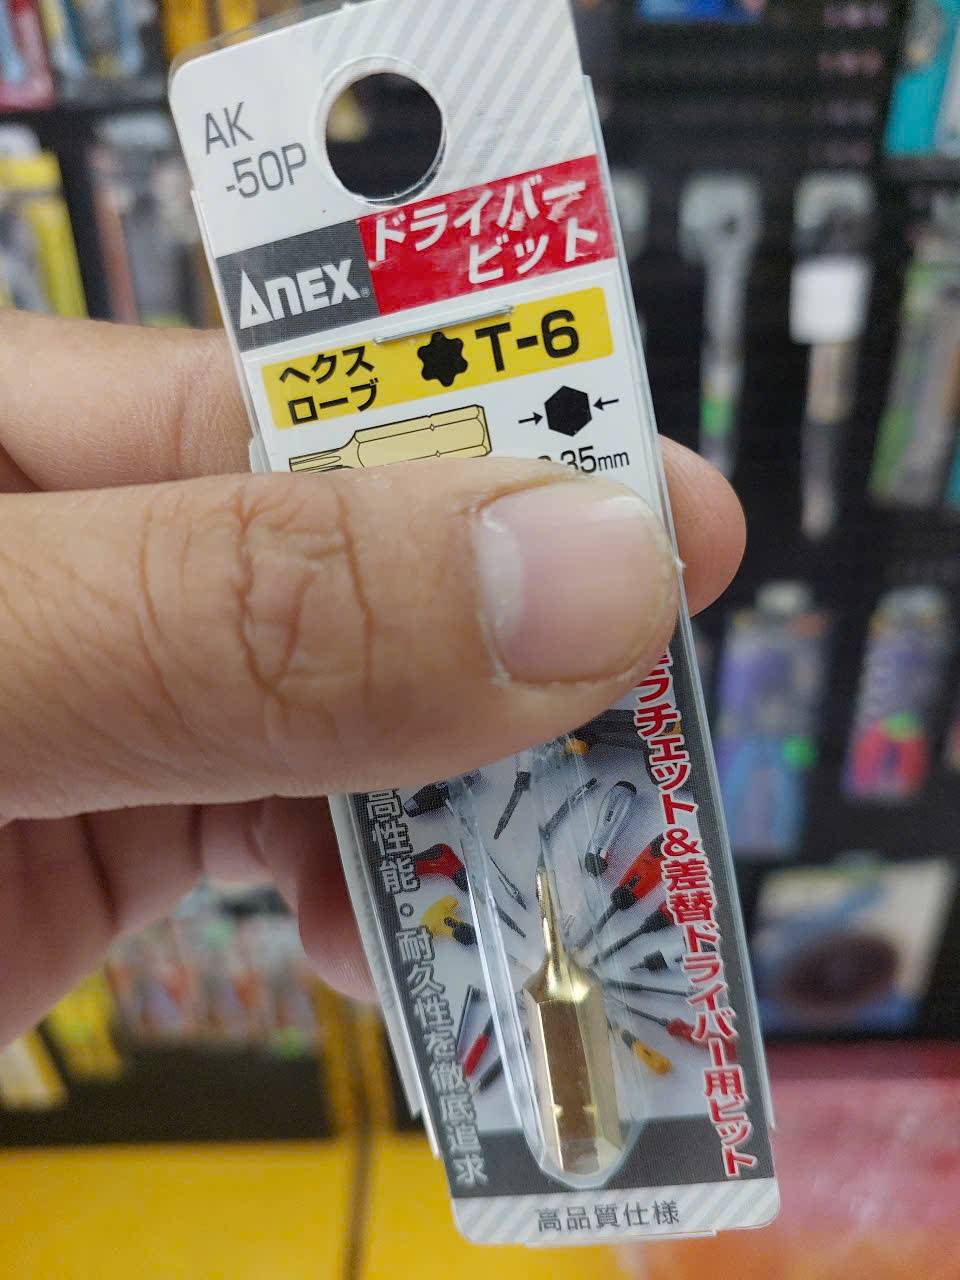 AK
-50P
ANEX®
ドライバー
ビット
ヘクス
ローブ
T-6
35mm
ラチェット&差替ドライバー用ビット
高性能・耐久性を徹底追求
高品質仕様